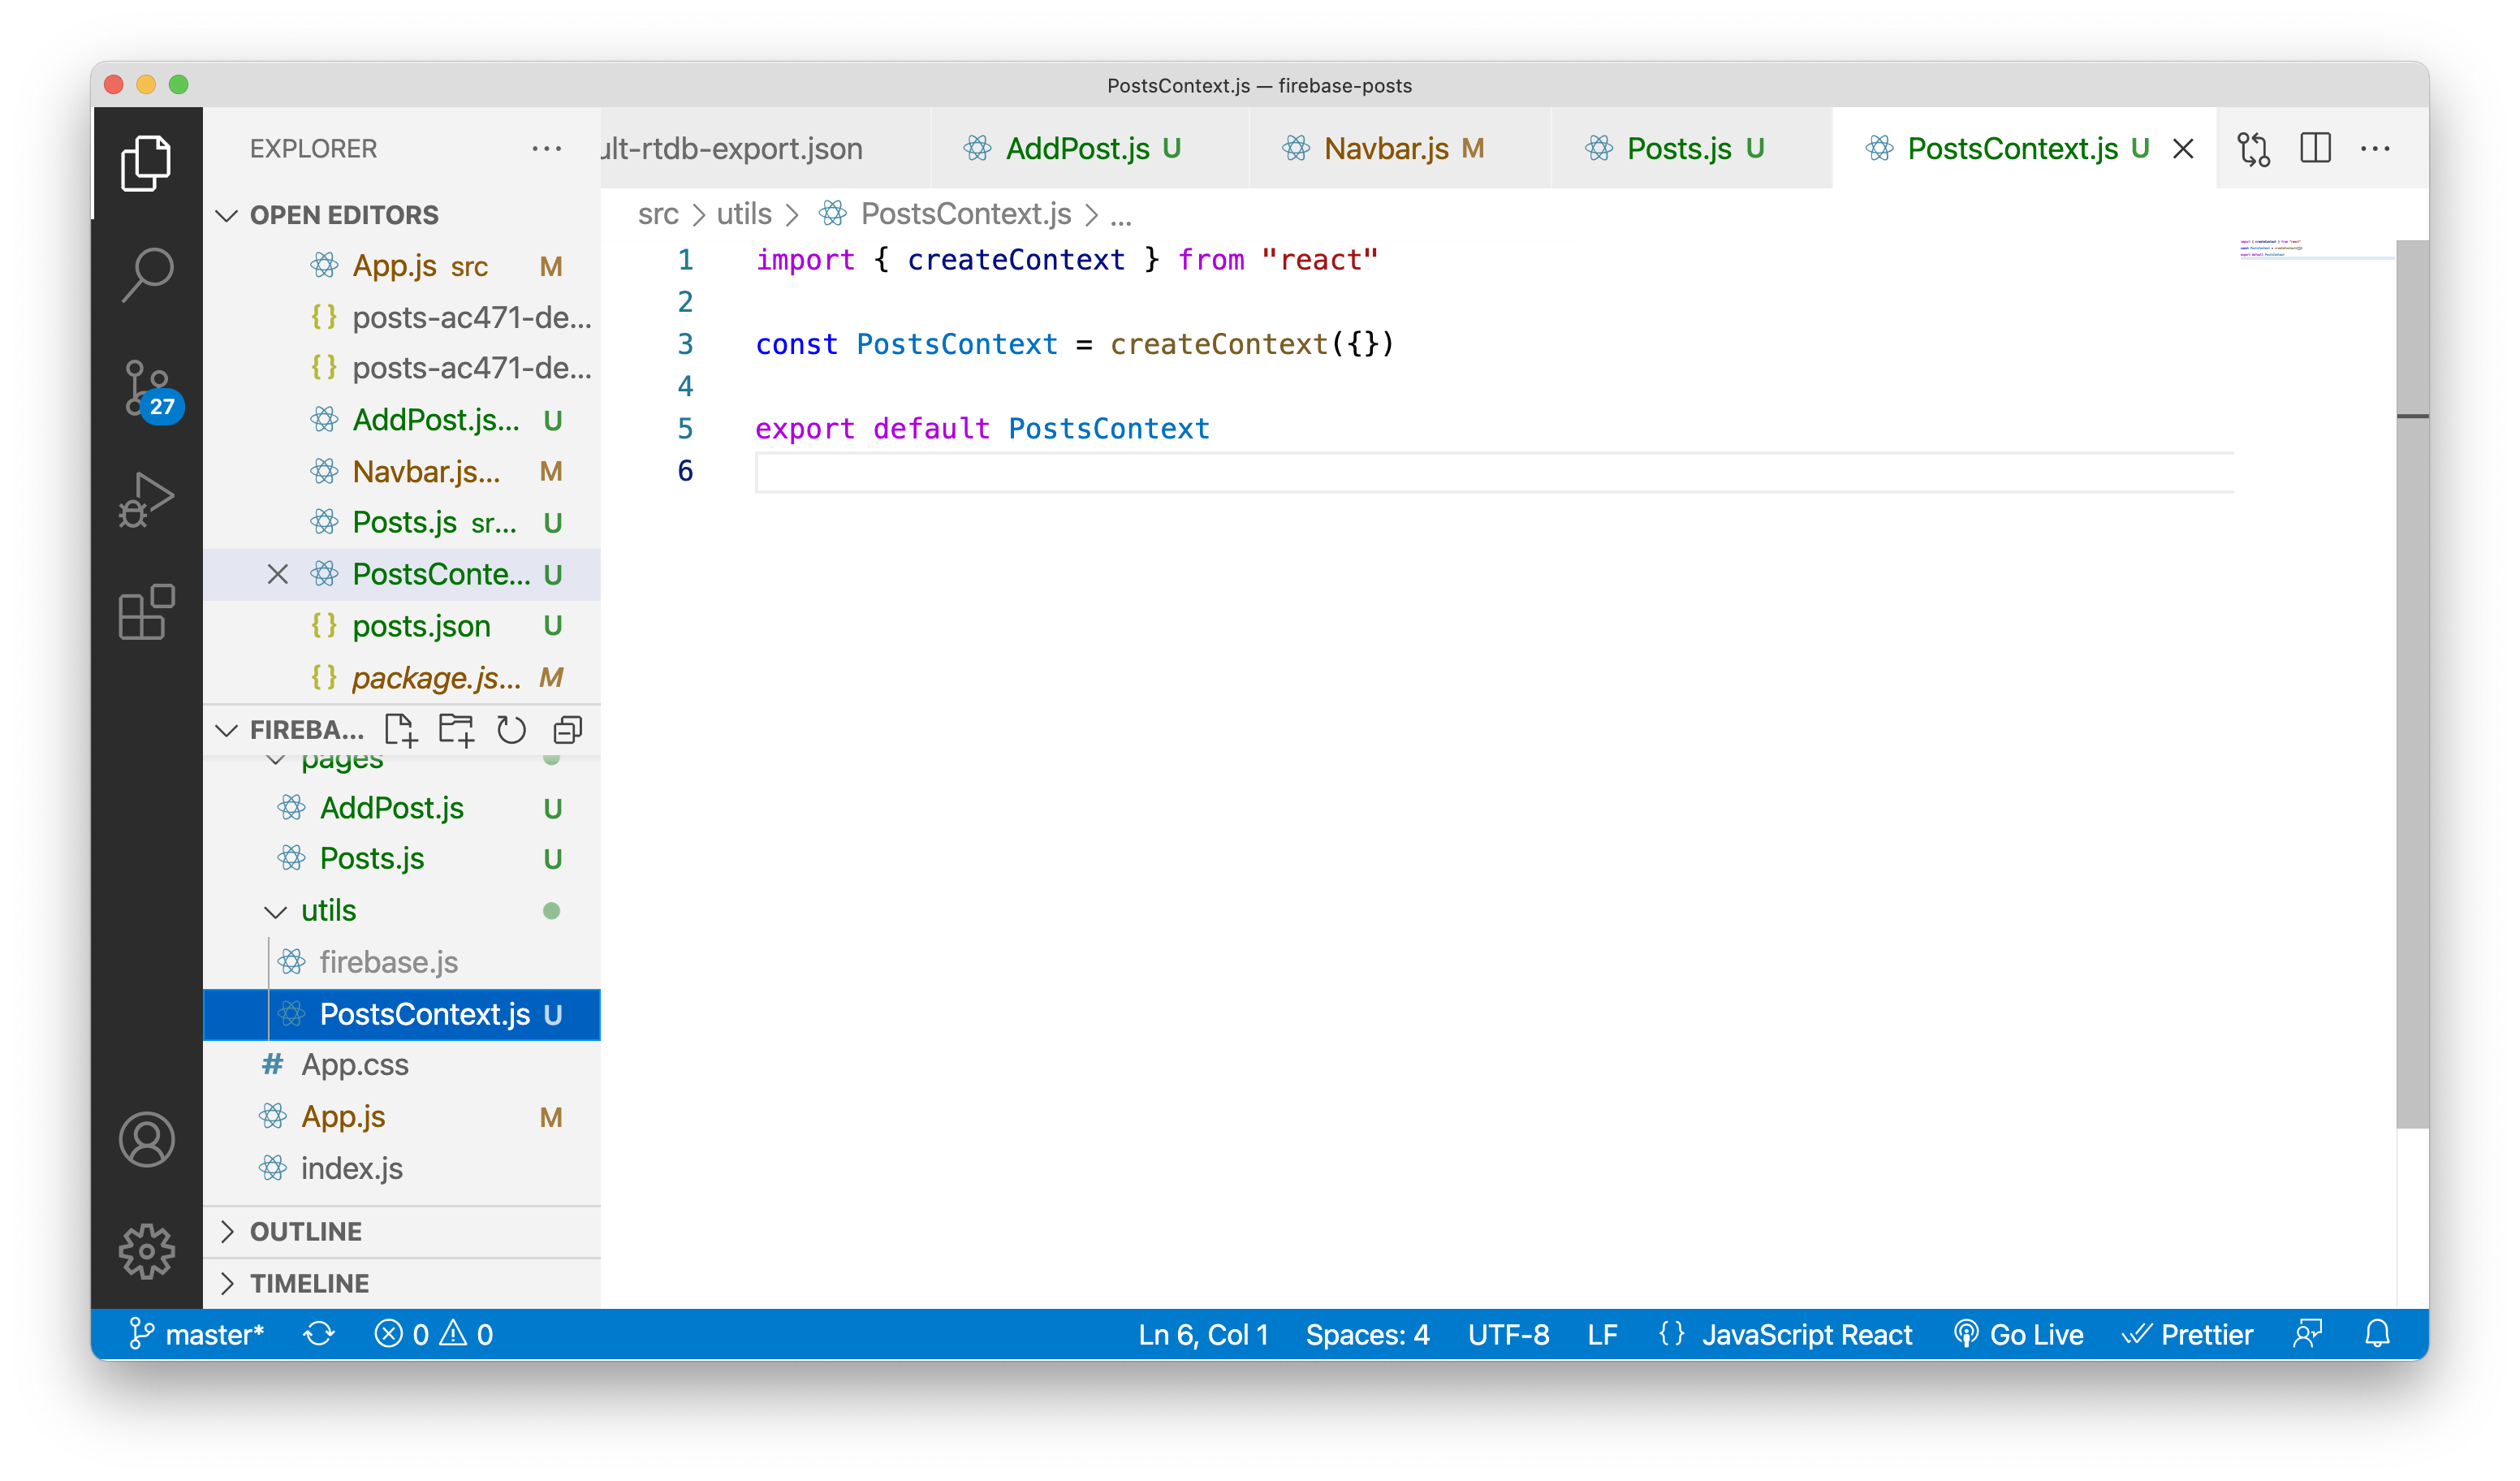 PostsContext.js — firebase-posts
EXPLORER
ult-rtdb-export.json
AddPost.js U
Navbar.js M
Posts.js U
PostsContext.js U
OPEN EDITORS
App.js src M
posts-ac471-de...
posts-ac471-de...
AddPost.js... U
Navbar.js... M
Posts.js sr... U
PostsConte... U
posts.json U
package.js... M
FIREBA...
pages
AddPost.js U
Posts.js U
utils
firebase.js
PostsContext.js U
# App.css
App.js M
index.js
OUTLINE
TIMELINE
27
src > utils > PostsContext.js > ...
1 import { createContext } from "react"
2
3 const PostsContext = createContext({})
4
5 export default PostsContext
6
master* 0 0 Ln 6, Col 1 Spaces: 4 UTF-8 LF {} JavaScript React Go Live Prettier